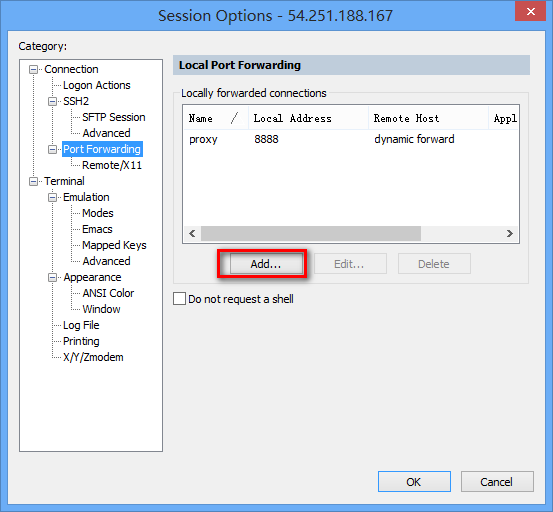 Session Options - 54.251.188.167
Category:
Connection
Logon Actions
SSH2
SFTP Session
Advanced
Port Forwarding
Remote/X11
Terminal
Emulation
Modes
Emacs
Mapped Keys
Advanced
Appearance
ANSI Color
Window
Log File
Printing
X/Y/Zmodem
Local Port Forwarding
Locally forwarded connections
Name / Local Address Remote Host Appl
proxy 8888 dynamic forward
Add... Edit... Delete
Do not request a shell
OK Cancel